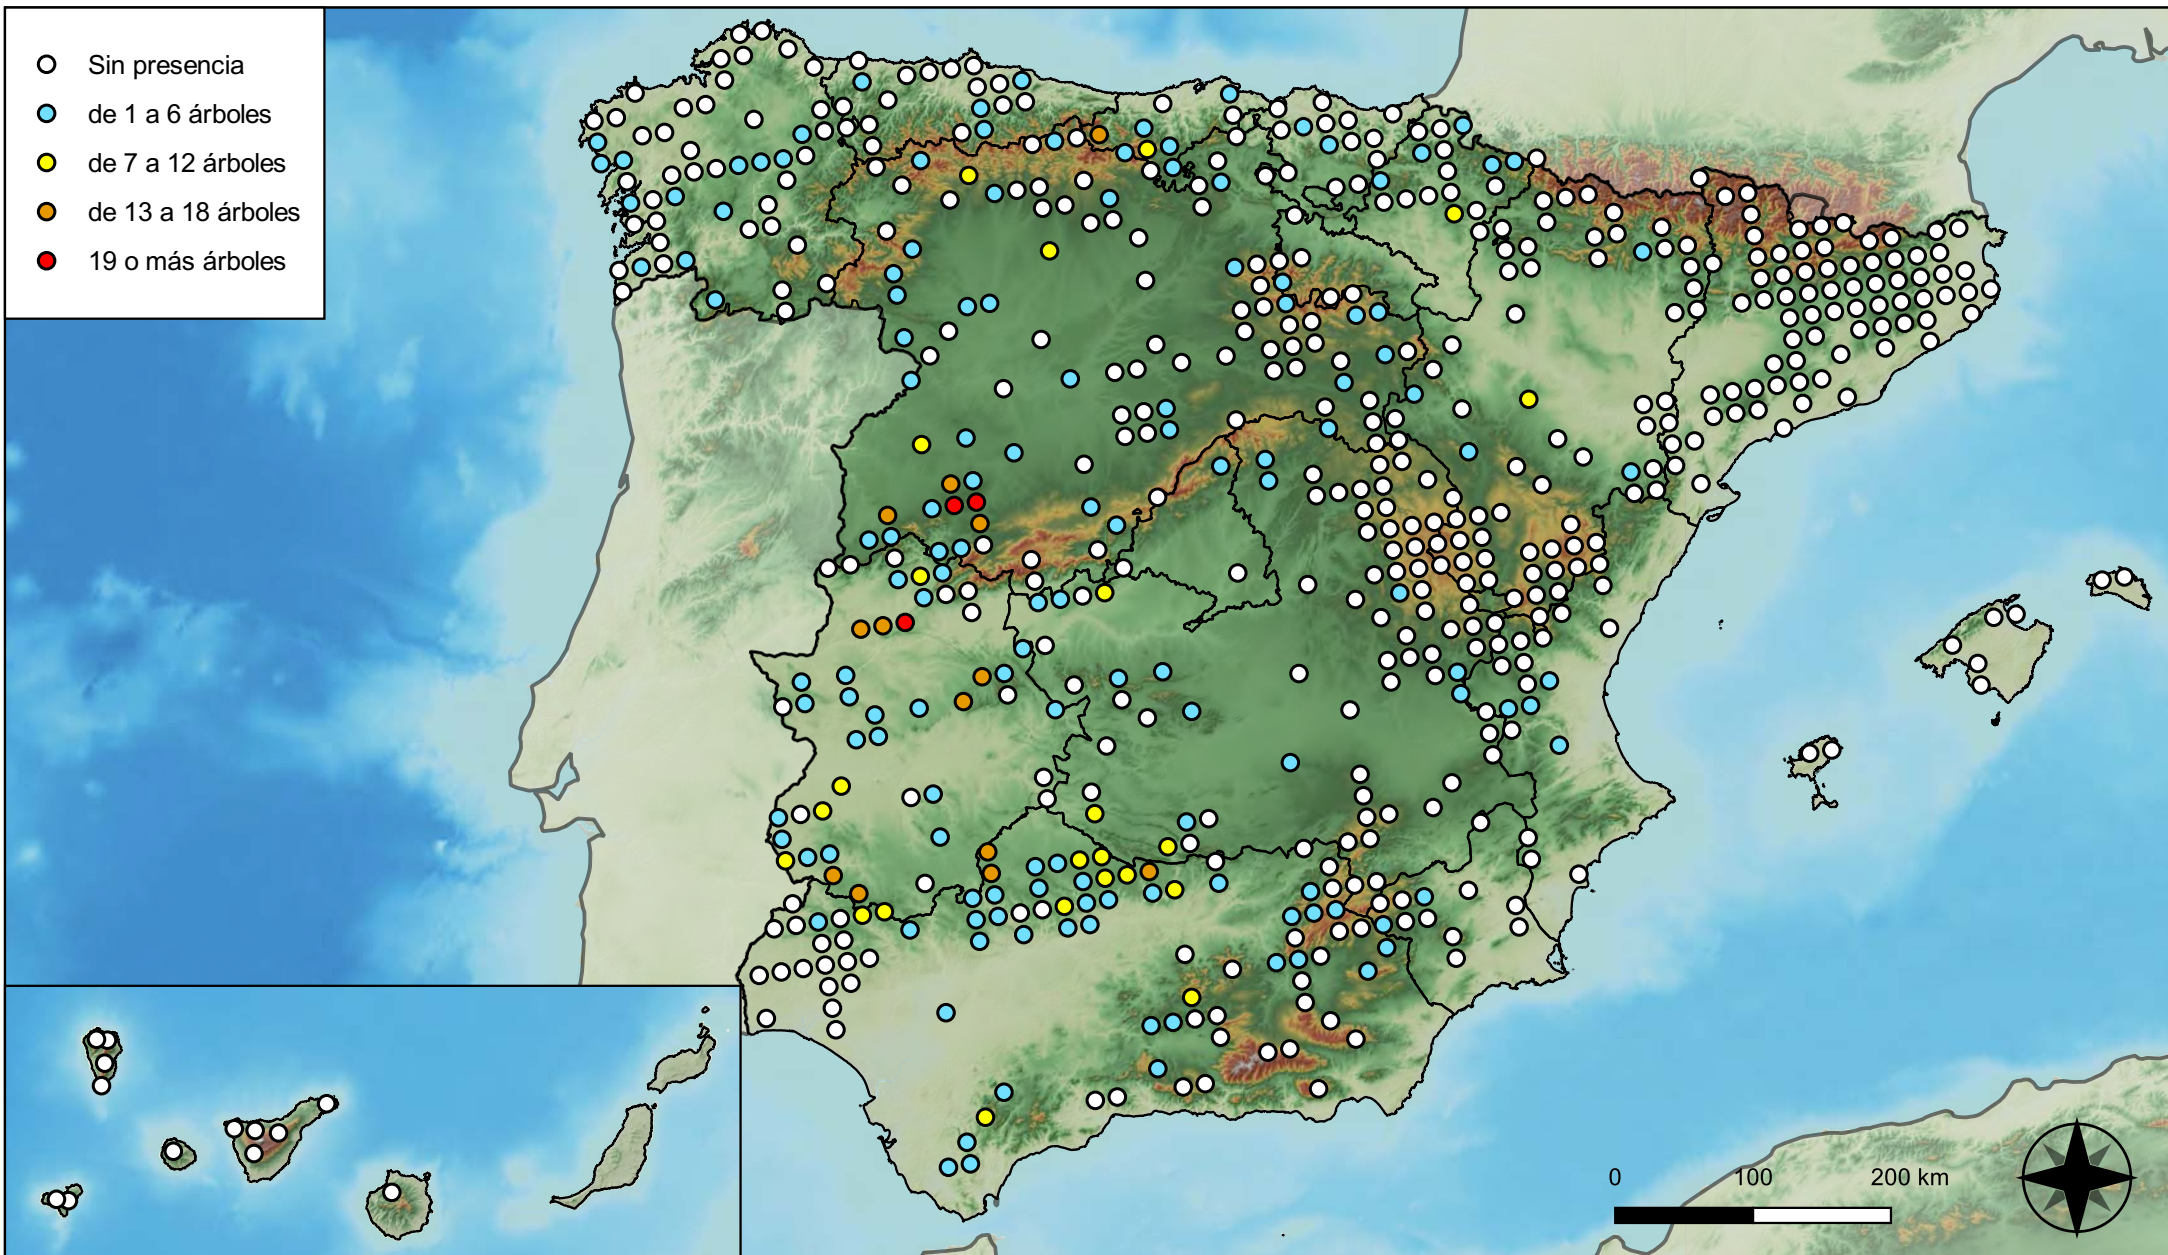 Sin presencia
de 1 a 6 árboles
de 7 a 12 árboles
de 13 a 18 árboles
19 o más árboles
0 100 200 km